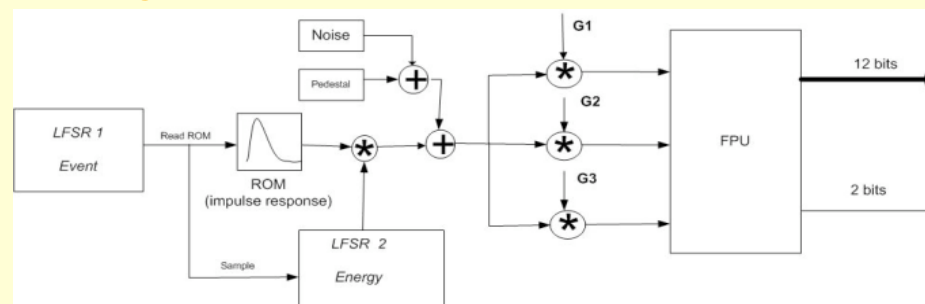 Noise
Pedestal
+
+
G1
*
G2
*
G3
*
LFSR 1
Event
Read ROM
ROM
(impulse response)
*
Sample
LFSR 2
Energy
FPU
12 bits
2 bits